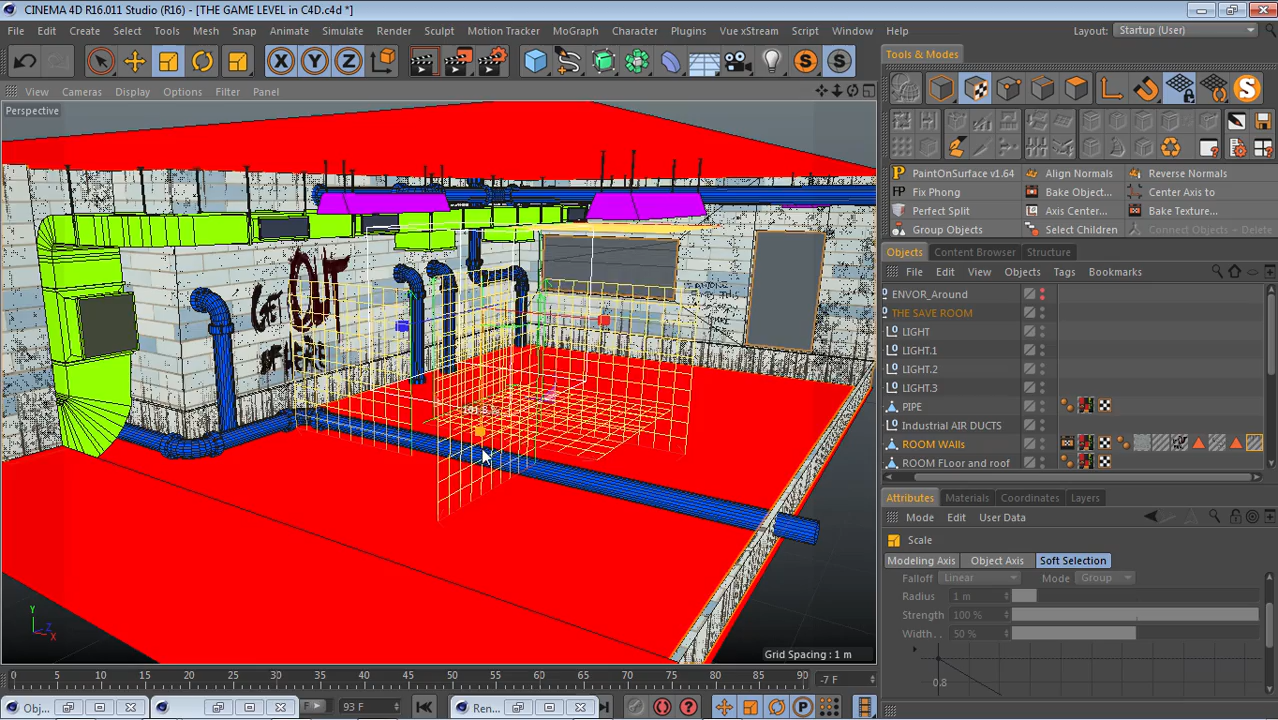 CINEMA 4D R16.011 Studio (R16) - [THE GAME LEVEL in C4D.c4d *]
File Edit Create Select Tools Mesh Snap Animate Simulate Render Sculpt Motion Tracker MoGraph Character Plugins Vue xStream Script Window Help Layout: Startup (User)
X Y Z S S
Tools & Modes
S
View Cameras Display Options Filter Panel
Perspective
P PaintOnSurface v1.64 Align Normals Reverse Normals
FP Fix Phong Bake Object... Center Axis to
Perfect Split Axis Center... Bake Texture...
Group Objects Select Children Connect Objects + Delete
Objects Content Browser Structure
File Edit View Objects Tags Bookmarks
ENVOR_Around
THE SAVE ROOM
LIGHT
LIGHT.1
LIGHT.2
LIGHT.3
PIPE
Industrial AIR DUCTS
ROOM WAlls
ROOM FLoor and roof
GET OUT
OF HERE
Attributes Materials Coordinates Layers
Mode Edit User Data
Scale
Modeling Axis Object Axis Soft Selection
Falloff Linear Mode Group
Radius 1 m
Strength 100 %
Width.. 50 %
0.8
Y
Z
X
Grid Spacing : 1 m
0 5 10 15 20 25 30 35 40 45 50 55 60 65 70 75 80 85 90 -7 F
Obj... 93 F Ren... P